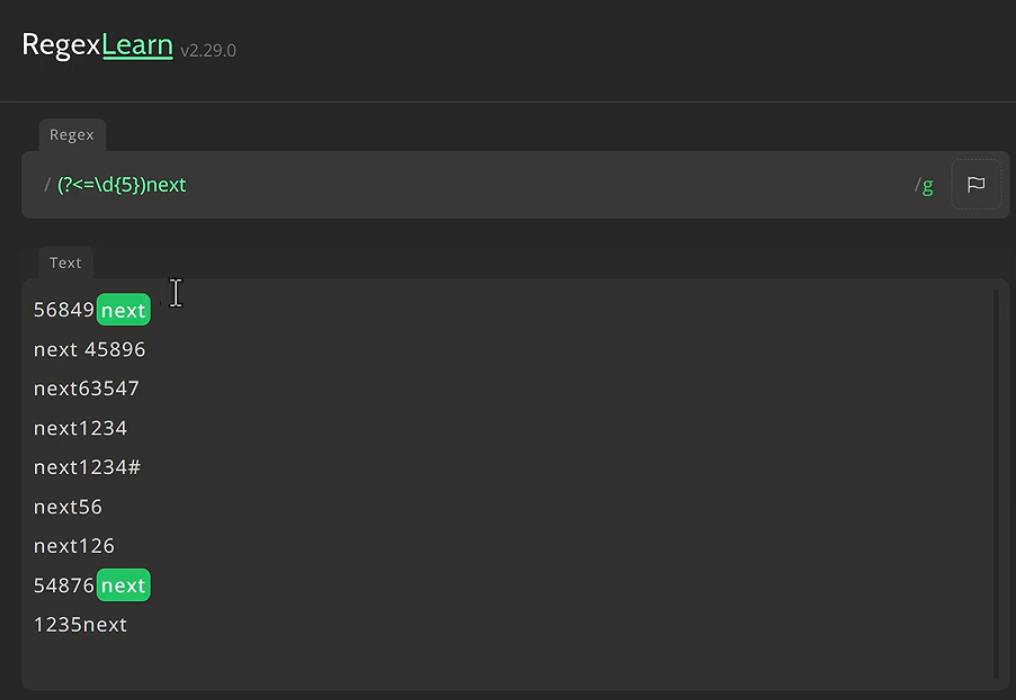 RegexLearn v2.29.0
Regex
/ (?<=\d{5})next /g
Text
56849next
next 45896
next63547
next1234
next1234#
next56
next126
54876next
1235next